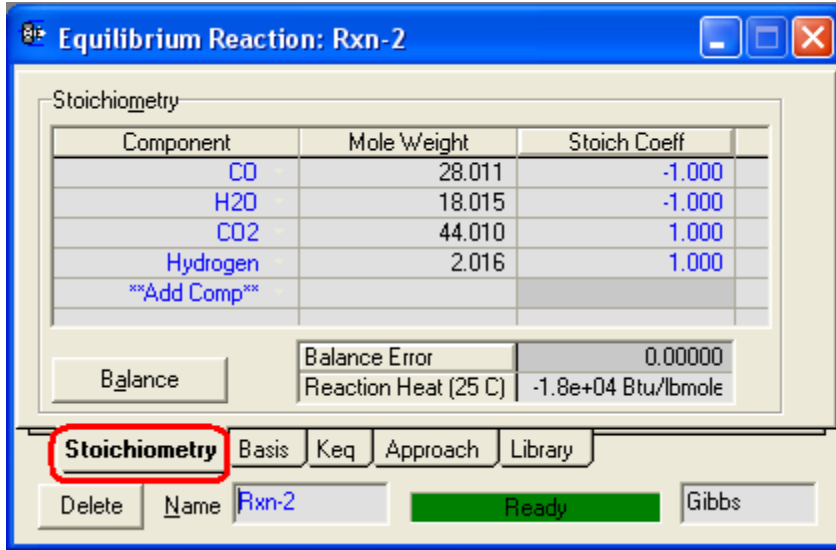 Equilibrium Reaction: Rxn-2
Stoichiometry
Component Mole Weight Stoich Coeff
CO 28.011 -1.000
H2O 18.015 -1.000
CO2 44.010 1.000
Hydrogen 2.016 1.000
**Add Comp**
Balance
Balance Error 0.00000
Reaction Heat (25 C) -1.8e+04 Btu/lbmole
Stoichiometry Basis Keq Approach Library
Delete Name Rxn-2 Ready Gibbs